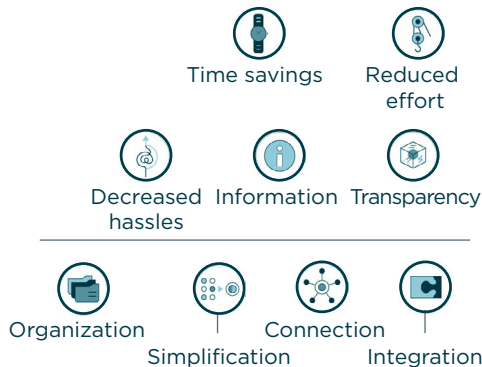 Time savings
Reduced
effort
Decreased
hassles
Information
Transparency
Organization
Simplification
Connection
Integration